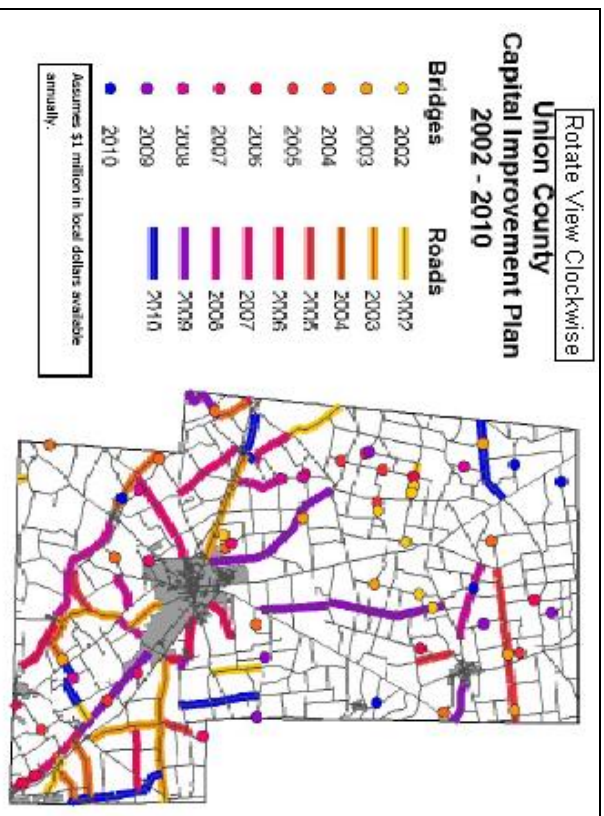 Rotate View Clockwise
Union County
Capital Improvement Plan
2002 - 2010
Bridges
2002
2003
2004
2005
2006
2007
2008
2009
2010
Roads
2002
2003
2004
2005
2006
2007
2008
2009
2010
Assumes $1 million in local dollars available
annually.